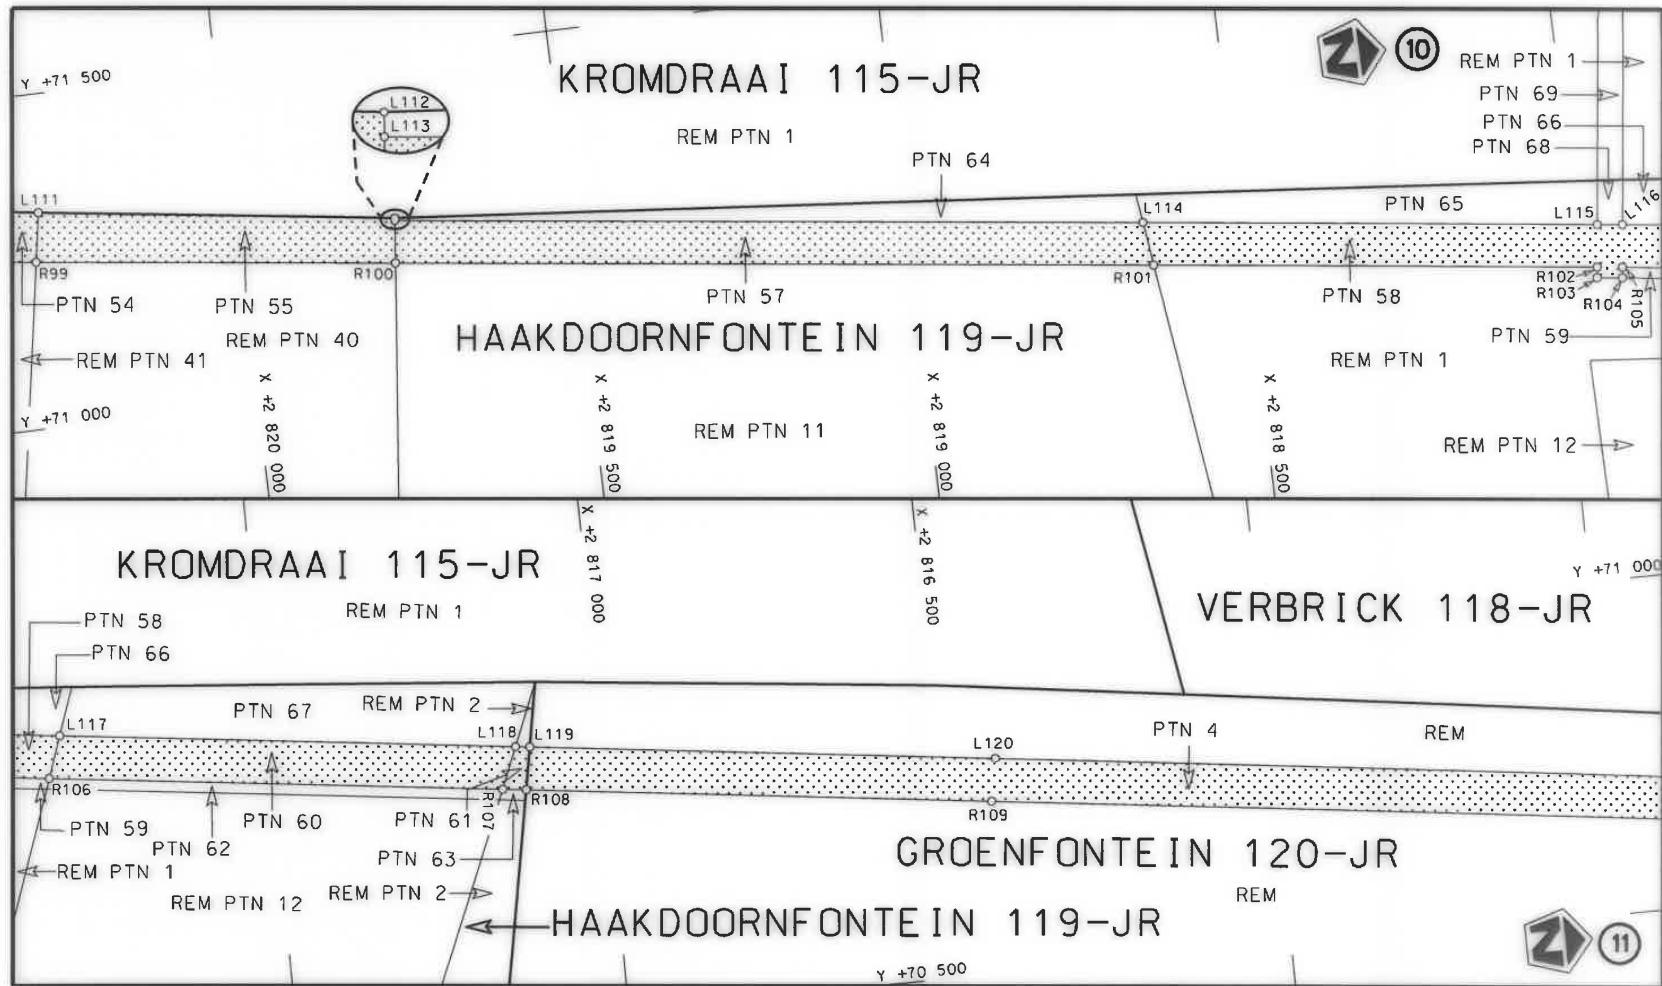 KROMDRAAI 115-JR
10
REM PTN 1
PTN 69
PTN 66
PTN 68
Y +71 500
L112
L113
REM PTN 1
PTN 64
L111
L114
PTN 65
L115
L116
R99
R100
R101
R102
R103
R104
R105
PTN 54
PTN 55
PTN 57
PTN 58
PTN 59
REM PTN 41
REM PTN 40
HAAKDOORNFONTEIN 119-JR
REM PTN 1
Y +71 000
X +2 820 000
X +2 819 500
X +2 819 000
X +2 818 500
REM PTN 11
REM PTN 12
KROMDRAAI 115-JR
X +2 817 000
X +2 816 500
Y +71 000
REM PTN 1
VERBRICK 118-JR
PTN 58
PTN 66
PTN 67
REM PTN 2
L117
L118
L119
L120
PTN 4
REM
R106
R107
R108
R109
PTN 59
PTN 62
PTN 60
PTN 61
PTN 63
REM PTN 1
REM PTN 12
REM PTN 2
GROENFONTEIN 120-JR
REM
HAAKDOORNFONTEIN 119-JR
Y +70 500
11